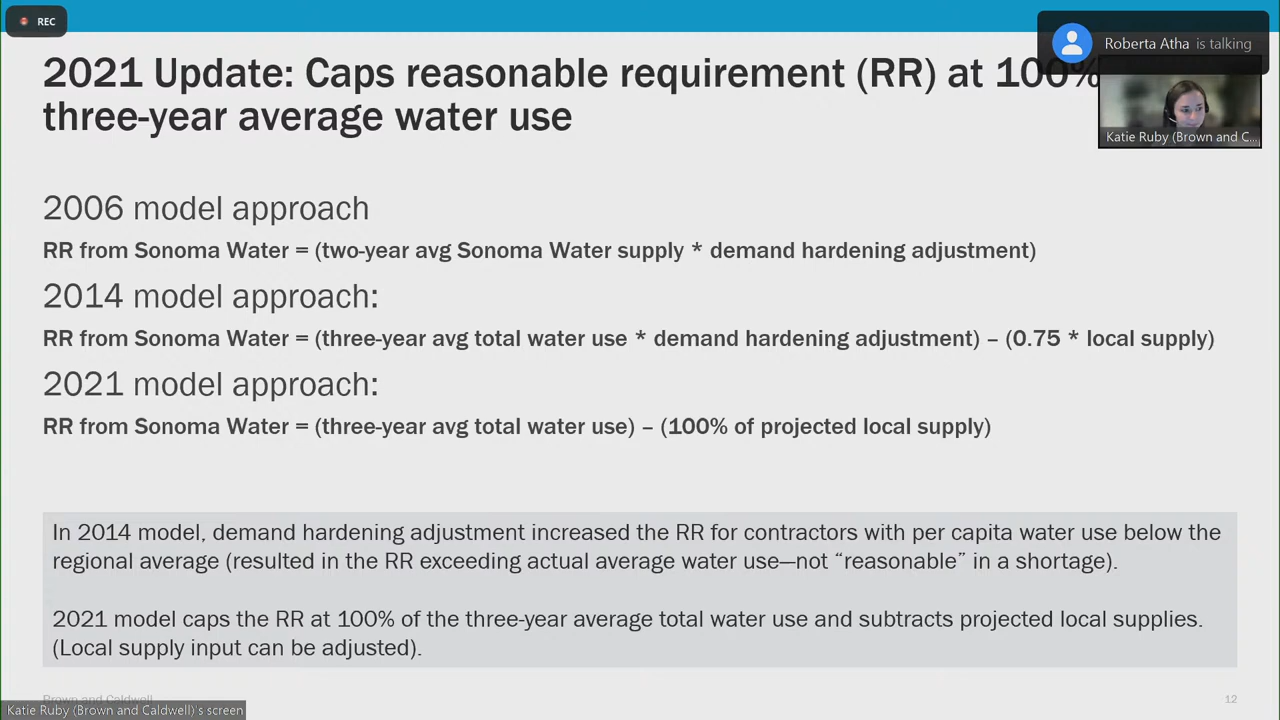 REC
Roberta Atha is talking
2021 Update: Caps reasonable requirement (RR) at 100%
three-year average water use
Katie Ruby (Brown and C...
2006 model approach
RR from Sonoma Water = (two-year avg Sonoma Water supply * demand hardening adjustment)
2014 model approach:
RR from Sonoma Water = (three-year avg total water use * demand hardening adjustment) – (0.75 * local supply)
2021 model approach:
RR from Sonoma Water = (three-year avg total water use) – (100% of projected local supply)
In 2014 model, demand hardening adjustment increased the RR for contractors with per capita water use below the
regional average (resulted in the RR exceeding actual average water use—not “reasonable” in a shortage).
2021 model caps the RR at 100% of the three-year average total water use and subtracts projected local supplies.
(Local supply input can be adjusted).
Brown and Caldwell
12
Katie Ruby (Brown and Caldwell)'s screen